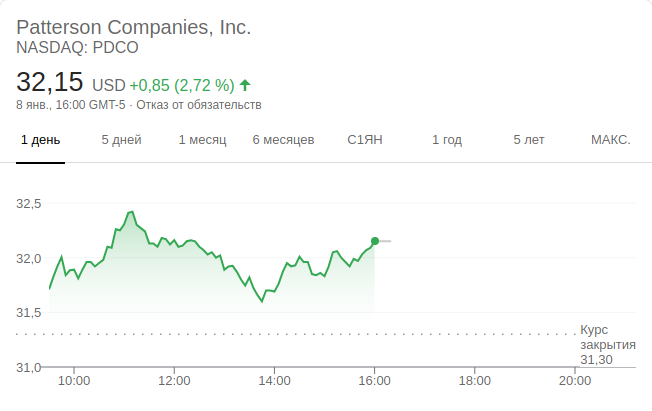 Patterson Companies, Inc.
NASDAQ: PDCO
32,15 USD +0,85 (2,72 %)
8 янв., 16:00 GMT-5 · Отказ от обязательств
1 день 5 дней 1 месяц 6 месяцев С1ЯН 1 год 5 лет МАКС.
32,5
32,0
31,5
31,0
Курс
закрытия
31,30
10:00 12:00 14:00 16:00 18:00 20:00